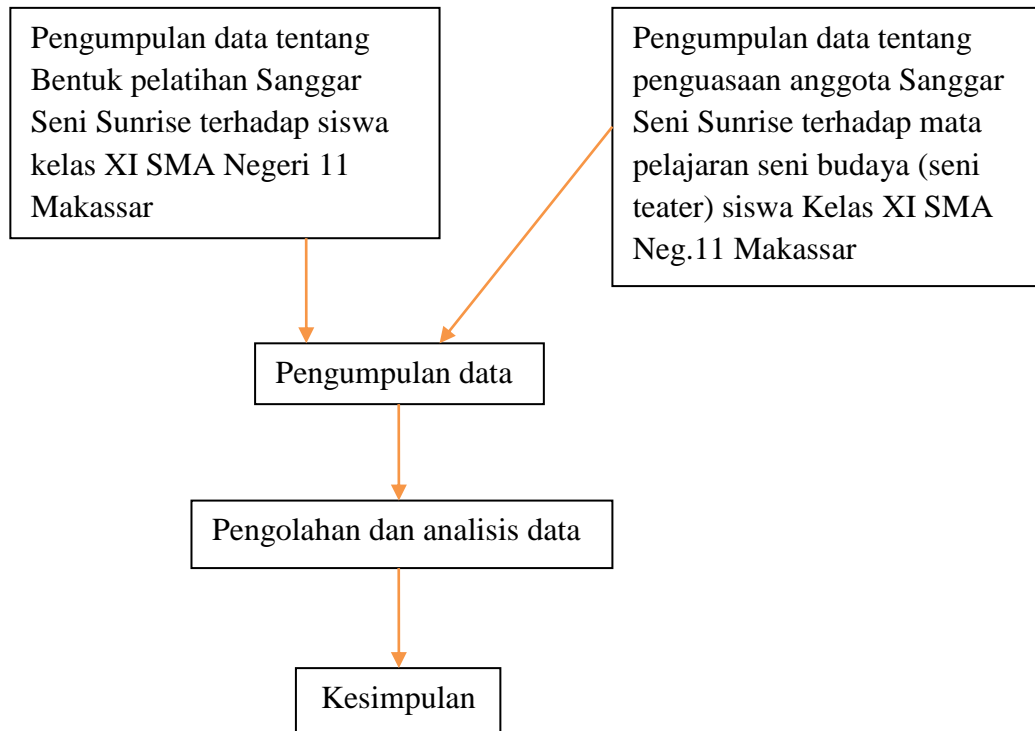 Pengumpulan data tentang
Bentuk pelatihan Sanggar
Seni Sunrise terhadap siswa
kelas XI SMA Negeri 11
Makassar
Pengumpulan data tentang
penguasaan anggota Sanggar
Seni Sunrise terhadap mata
pelajaran seni budaya (seni
teater) siswa Kelas XI SMA
Neg.11 Makassar
Pengumpulan data
Pengolahan dan analisis data
Kesimpulan